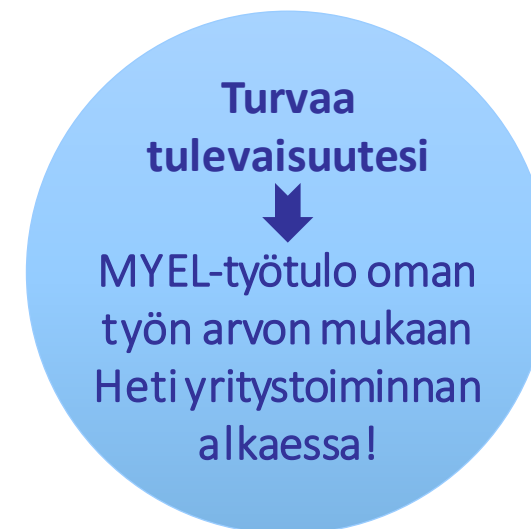 Turvaa
tulevaisuutesi
MYEL-työtulo oman
työn arvon mukaan
Heti yritystoiminnan
alkaessa!